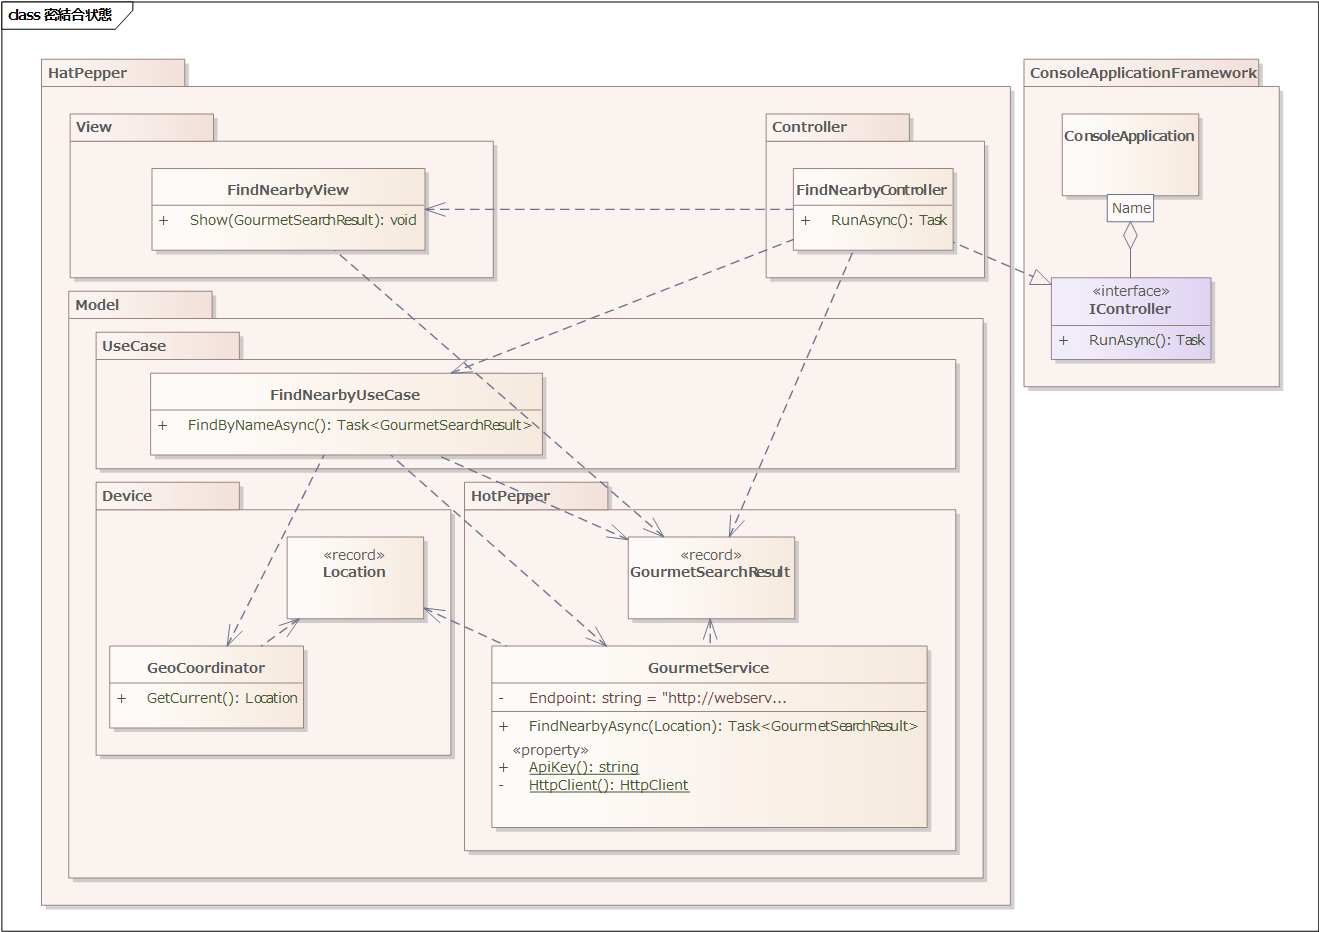 class 密結合状態
HatPepper
ConsoleApplicationFramework
View
Controller
ConsoleApplication
FindNearbyView
+ Show(GourmetSearchResult): void
FindNearbyController
+ RunAsync(): Task
Name
«interface»
IController
+ RunAsync(): Task
Model
UseCase
FindNearbyUseCase
+ FindByNameAsync(): Task<GourmetSearchResult>
Device
HotPepper
«record»
Location
«record»
GourmetSearchResult
GeoCoordinator
+ GetCurrent(): Location
GourmetService
- Endpoint: string = "http://webserv...
+ FindNearbyAsync(Location): Task<GourmetSearchResult>
«property»
+ ApiKey(): string
- HttpClient(): HttpClient